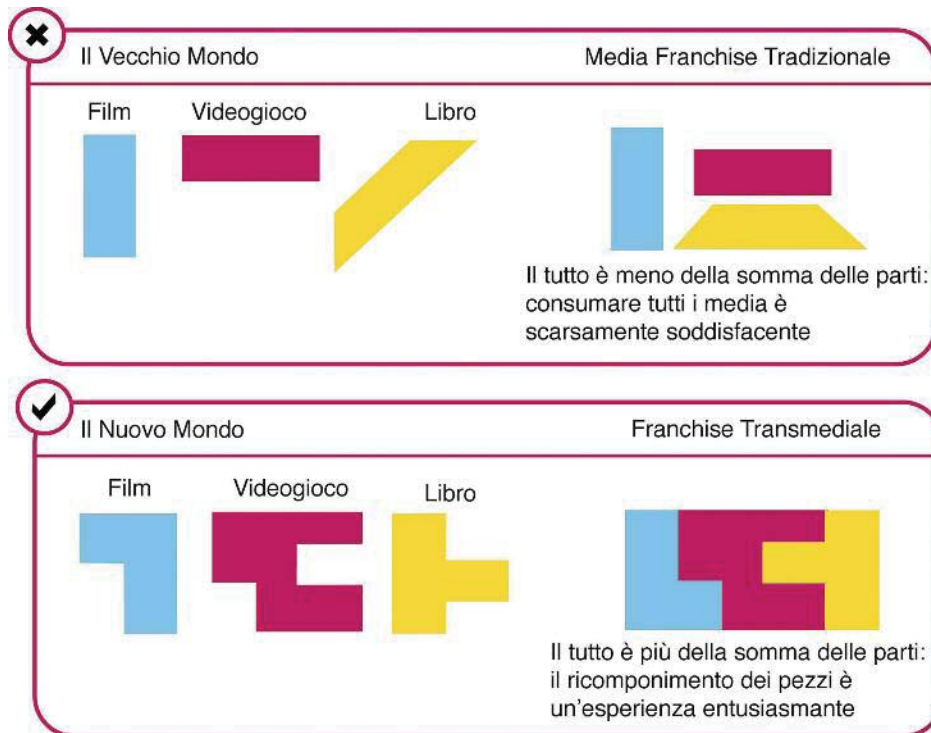 Il Vecchio Mondo
Media Franchise Tradizionale
Film
Videogioco
Libro
Il tutto è meno della somma delle parti:
consumare tutti i media è
scarsamente soddisfacente
Il Nuovo Mondo
Franchise Transmediale
Film
Videogioco
Libro
Il tutto è più della somma delle parti:
il ricomponimento dei pezzi è
un'esperienza entusiasmante